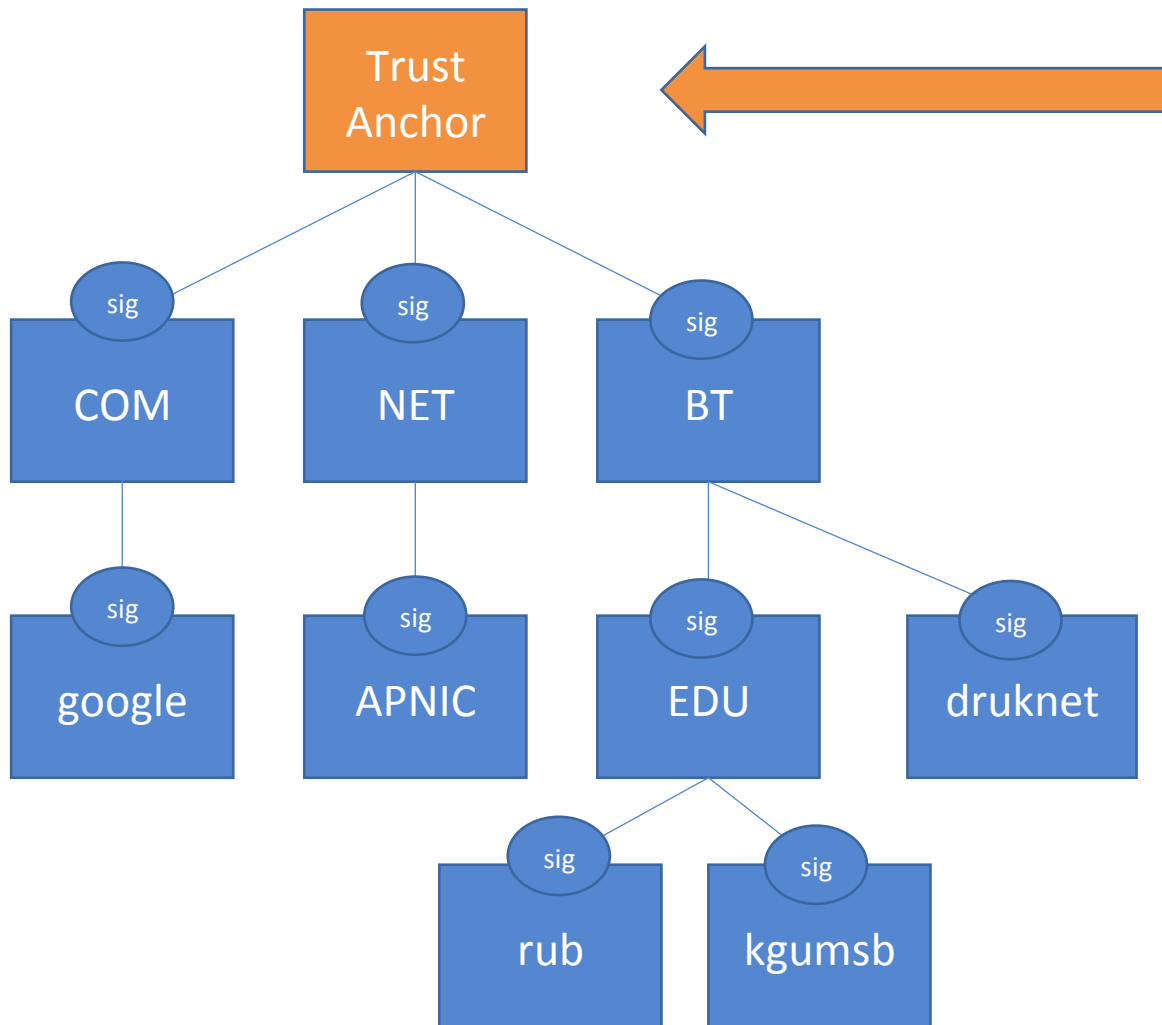 Trust
Anchor
sig
sig
sig
COM
NET
BT
sig
sig
sig
sig
google
APNIC
EDU
druknet
sig
sig
rub
kgumsb